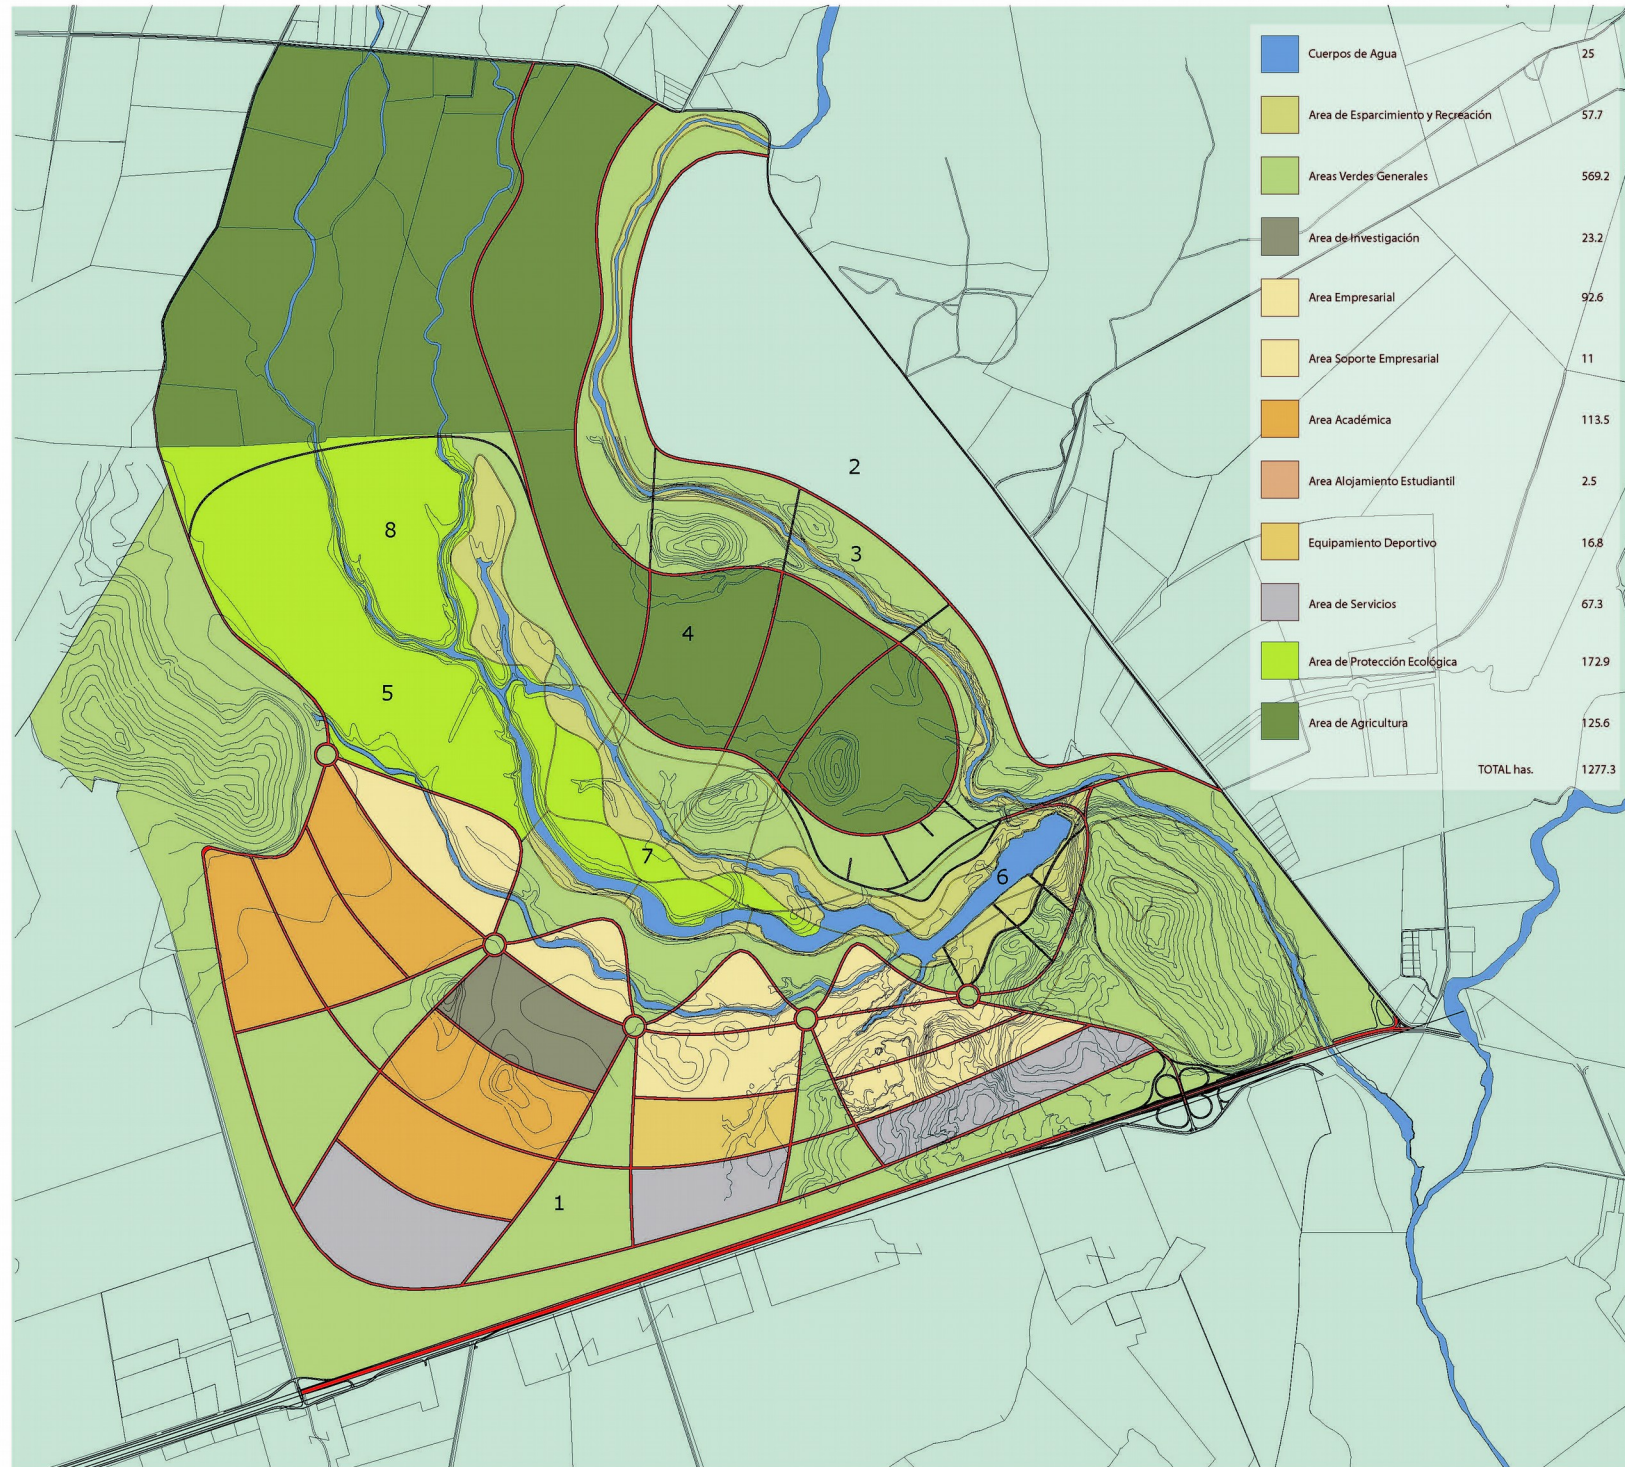 Cuerpos de Agua 25
Area de Esparcimiento y Recreación 57.7
Areas Verdes Generales 569.2
Area de Investigación 23.2
Area Empresarial 92.6
Area Soporte Empresarial 11
Area Académica 113.5
Area Alojamiento Estudiantil 2.5
Equipamiento Deportivo 16.8
Area de Servicios 67.3
Area de Protección Ecológica 172.9
Area de Agricultura 125.6
TOTAL has. 1277.3
2
8
3
4
5
7
6
1